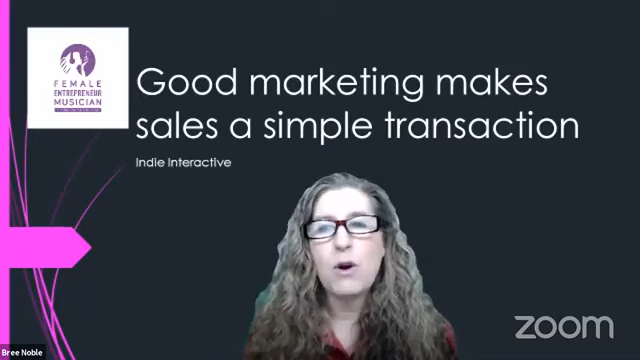 FEMALE
ENTREPRENEUR
MUSICIAN
Good marketing makes
sales a simple transaction
Indie Interactive
zoom
Bree Noble